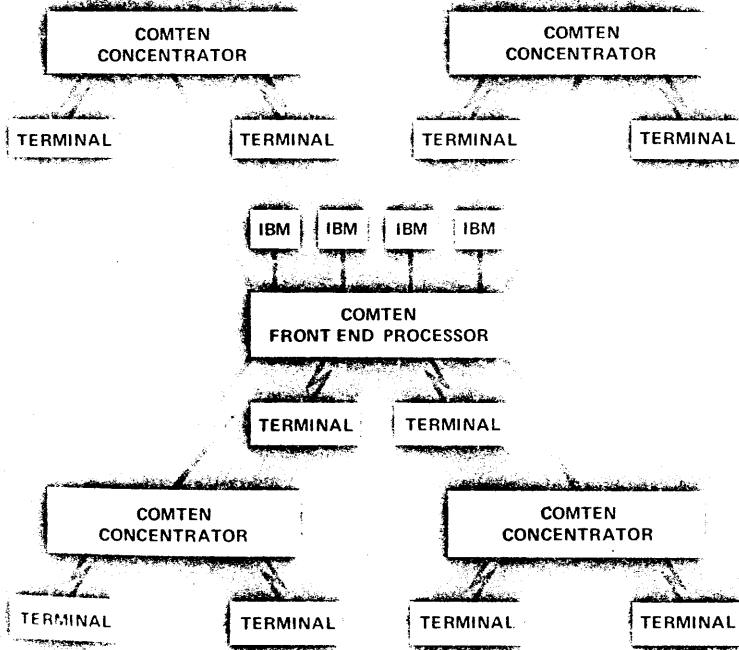 COMTEN
CONCENTRATOR
COMTEN
CONCENTRATOR
TERMINAL
TERMINAL
TERMINAL
TERMINAL
IBM
IBM
IBM
IBM
COMTEN
FRONT END PROCESSOR
TERMINAL
TERMINAL
COMTEN
CONCENTRATOR
COMTEN
CONCENTRATOR
TERMINAL
TERMINAL
TERMINAL
TERMINAL